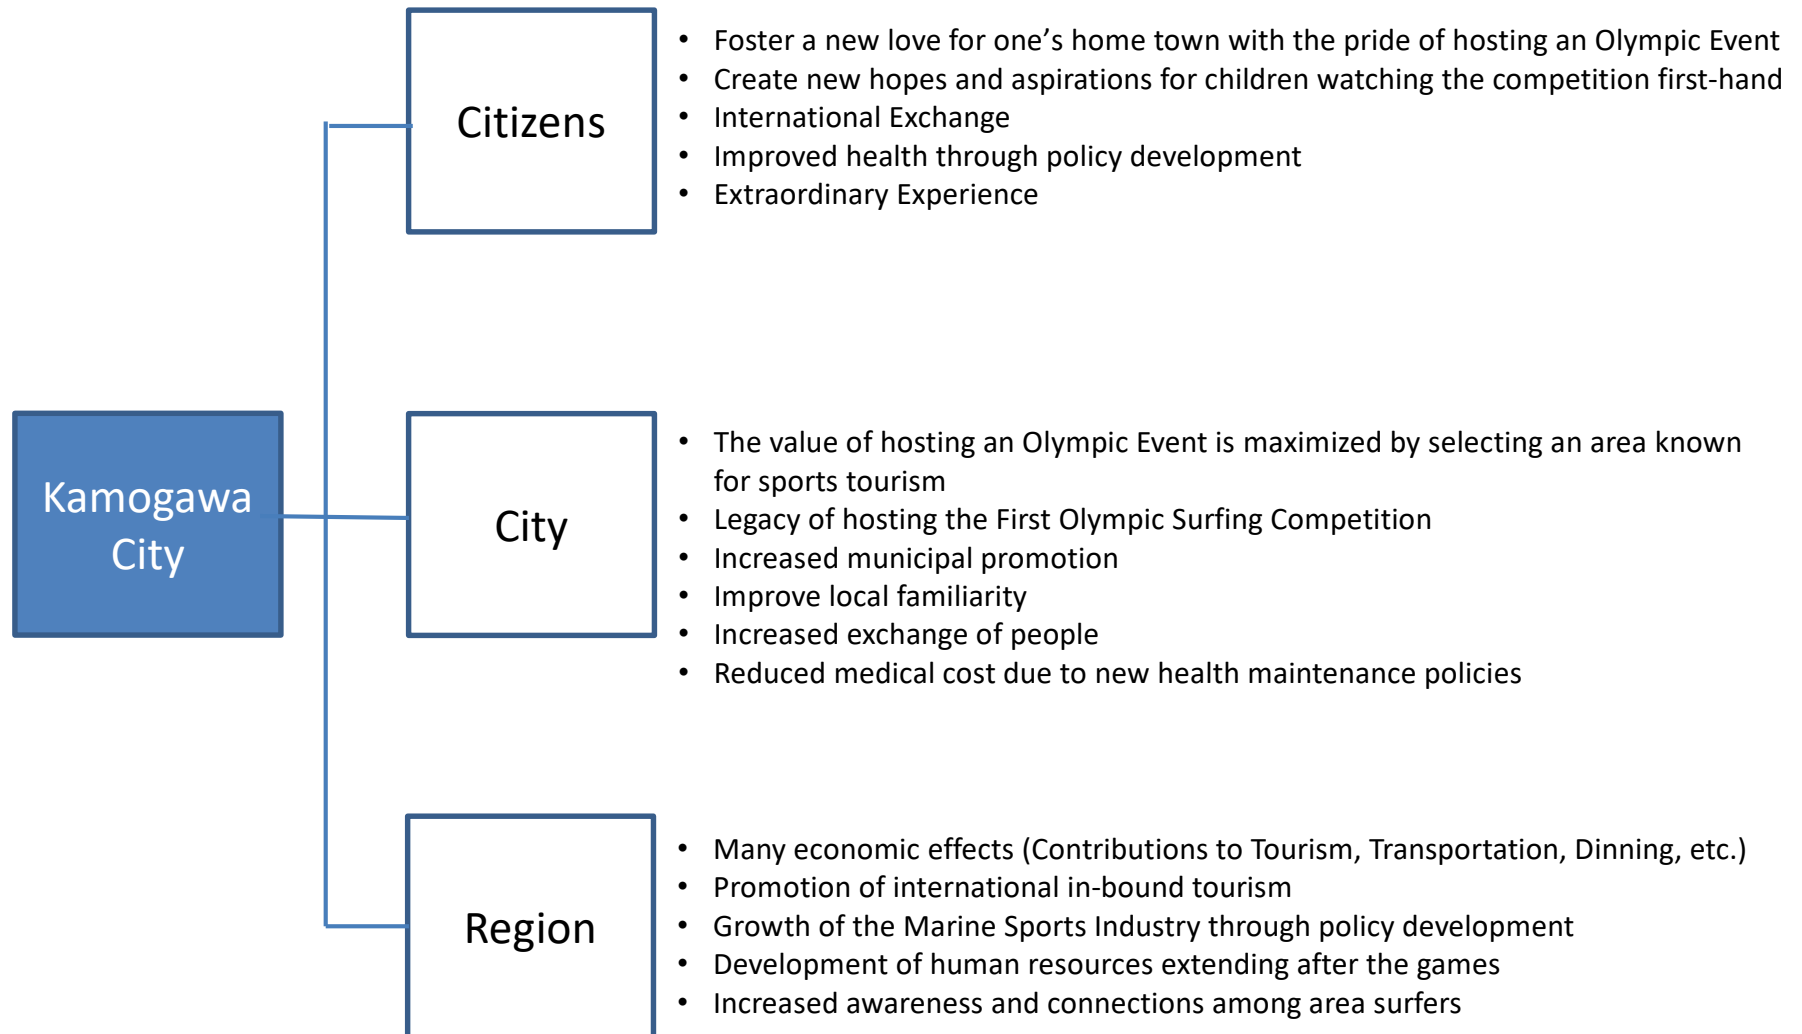 Citizens
• Foster a new love for one’s home town with the pride of hosting an Olympic Event
• Create new hopes and aspirations for children watching the competition first-hand
• International Exchange
• Improved health through policy development
• Extraordinary Experience
Kamogawa
City
City
• The value of hosting an Olympic Event is maximized by selecting an area known
for sports tourism
• Legacy of hosting the First Olympic Surfing Competition
• Increased municipal promotion
• Improve local familiarity
• Increased exchange of people
• Reduced medical cost due to new health maintenance policies
Region
• Many economic effects (Contributions to Tourism, Transportation, Dinning, etc.)
• Promotion of international in-bound tourism
• Growth of the Marine Sports Industry through policy development
• Development of human resources extending after the games
• Increased awareness and connections among area surfers